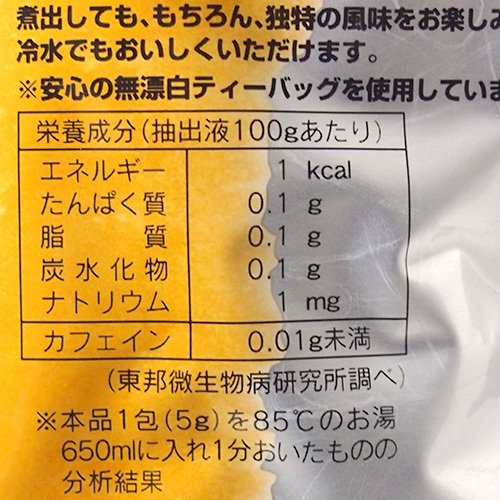 煮出しても、もちろん、独特の風味をお楽しみ
冷水でもおいしくいただけます。
※安心の無漂白ティーバッグを使用していま
栄養成分(抽出液100gあたり)
エネルギー 1 kcal
たんぱく質 0.1 g
脂質 0.1 g
炭水化物 0.1 g
ナトリウム 1 mg
カフェイン 0.01g未満
(東邦微生物病研究所調べ)
※本品1包(5g)を85℃のお湯
650mlに入れ1分おいたものの
分析結果